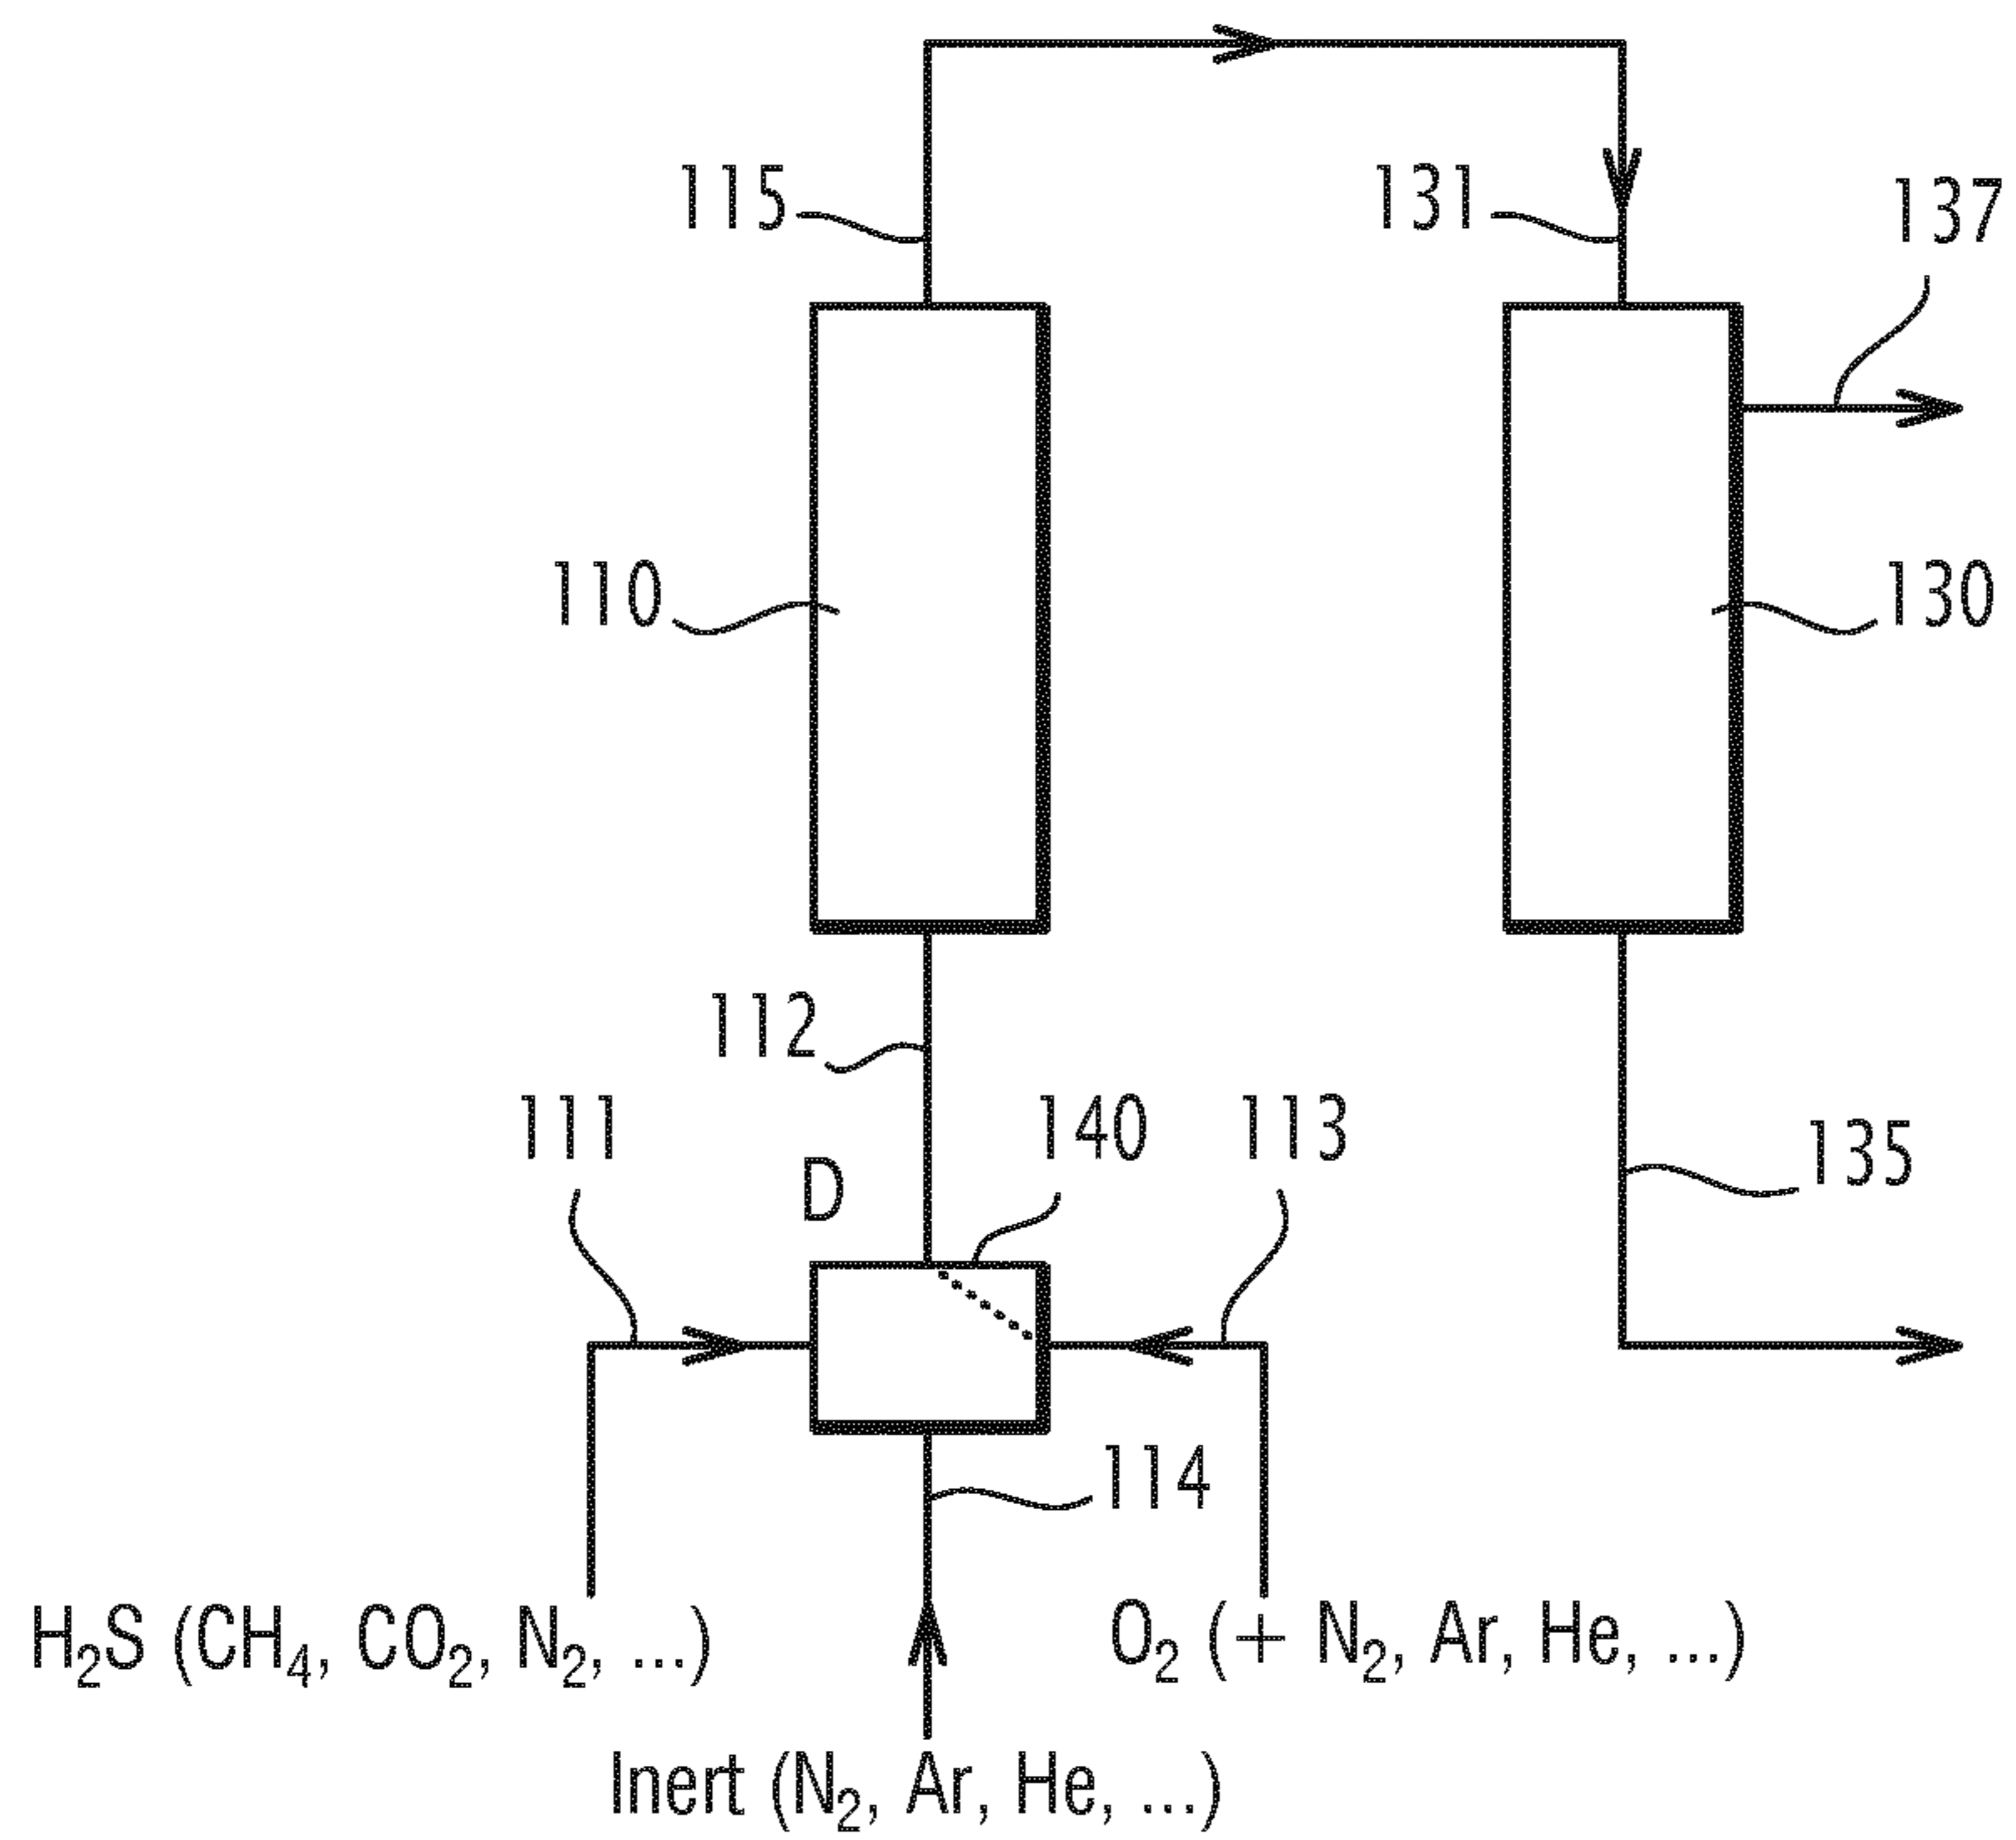 115
131
137
110
130
112
111
D
140
113
135
114
H₂S (CH₄, CO₂, N₂, ...)
O₂ (+ N₂, Ar, He, ...)
Inert (N₂, Ar, He, ...)